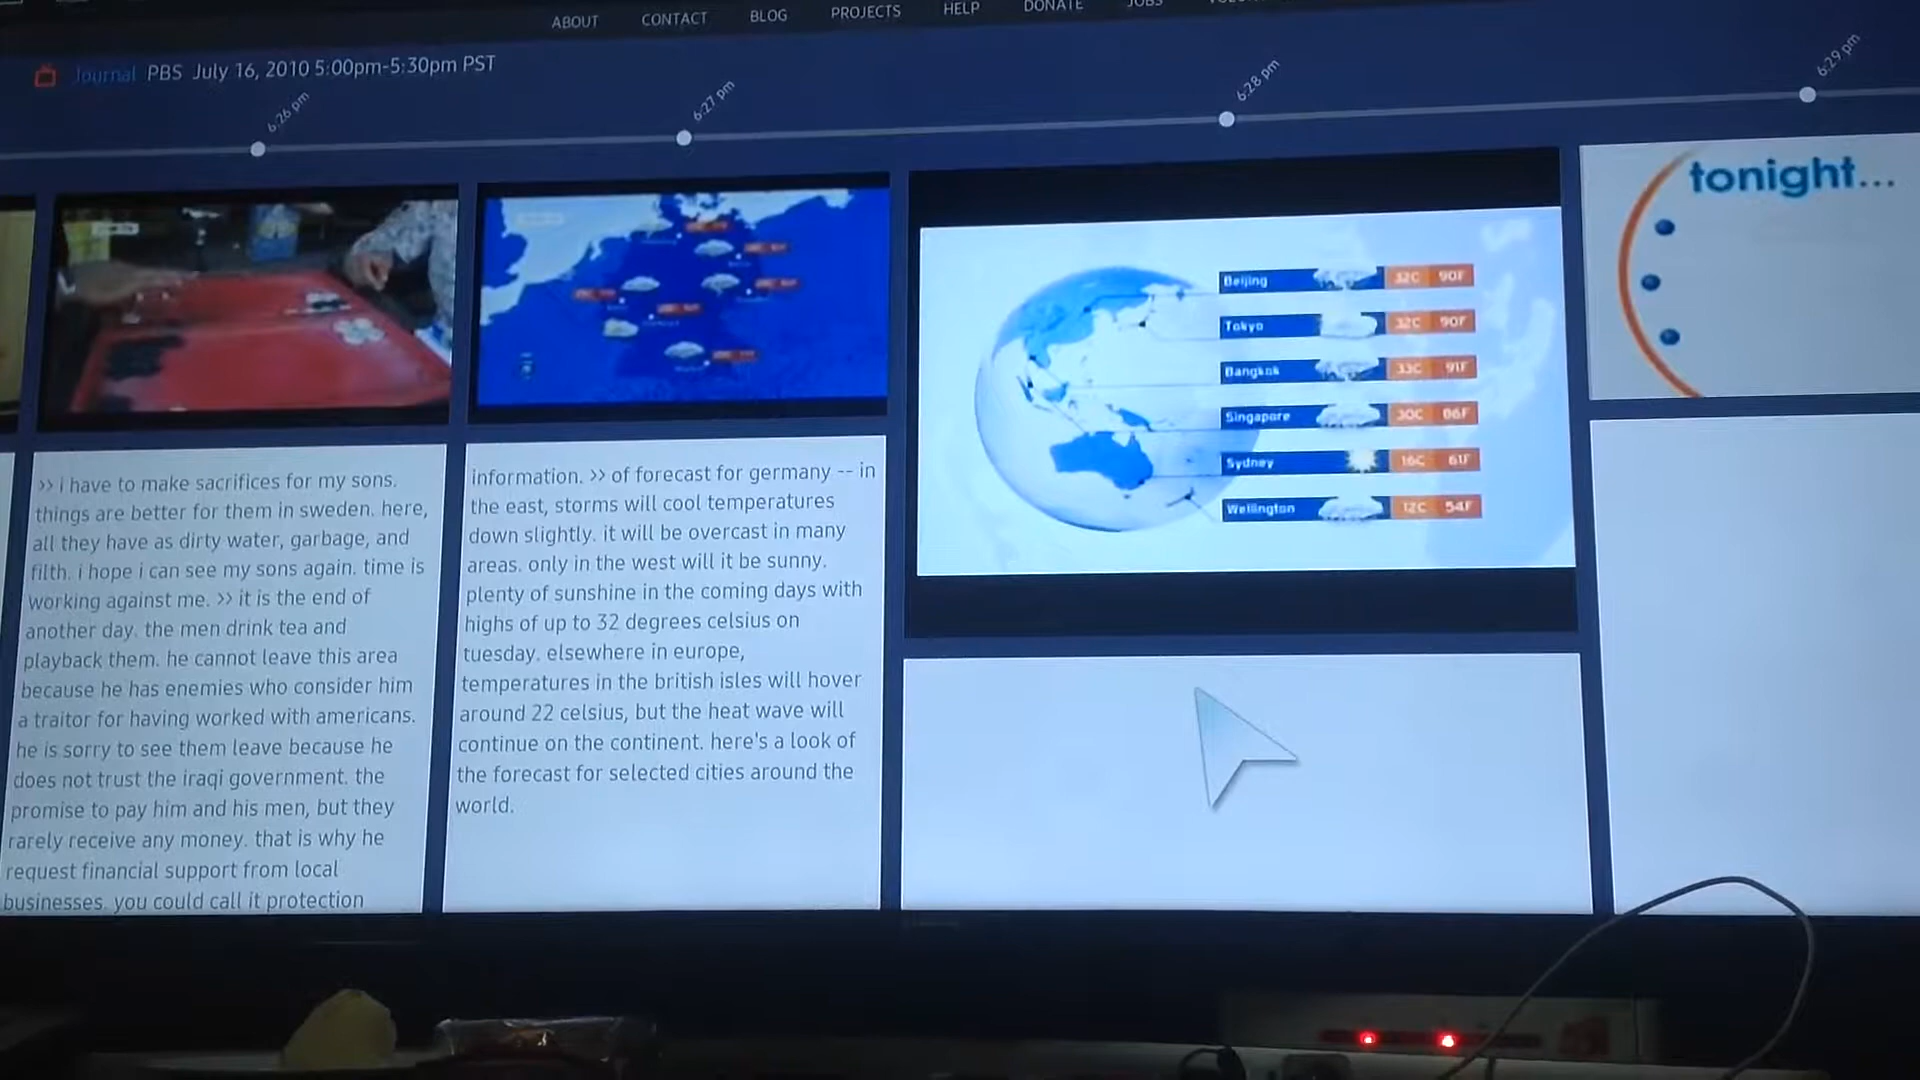 ABOUT CONTACT BLOG PROJECTS HELP DONATE JOBS
Journal PBS July 16, 2010 5:00pm-5:30pm PST
6:26 pm
6:27 pm
6:28 pm
6:29 pm
>> i have to make sacrifices for my sons.
things are better for them in sweden. here,
all they have as dirty water, garbage, and
filth. i hope i can see my sons again. time is
working against me. >> it is the end of
another day. the men drink tea and
playback them. he cannot leave this area
because he has enemies who consider him
a traitor for having worked with americans.
he is sorry to see them leave because he
does not trust the iraqi government. the
promise to pay him and his men, but they
rarely receive any money. that is why he
request financial support from local
businesses. you could call it protection
information. >> of forecast for germany -- in
the east, storms will cool temperatures
down slightly. it will be overcast in many
areas. only in the west will it be sunny.
plenty of sunshine in the coming days with
highs of up to 32 degrees celsius on
tuesday. elsewhere in europe,
temperatures in the british isles will hover
around 22 celsius, but the heat wave will
continue on the continent. here's a look of
the forecast for selected cities around the
world.
Beijing 32C 90F
Tokyo 32C 90F
Bangkok 33C 91F
Singapore 30C 86F
Sydney 16C 61F
Wellington 12C 54F
tonight...